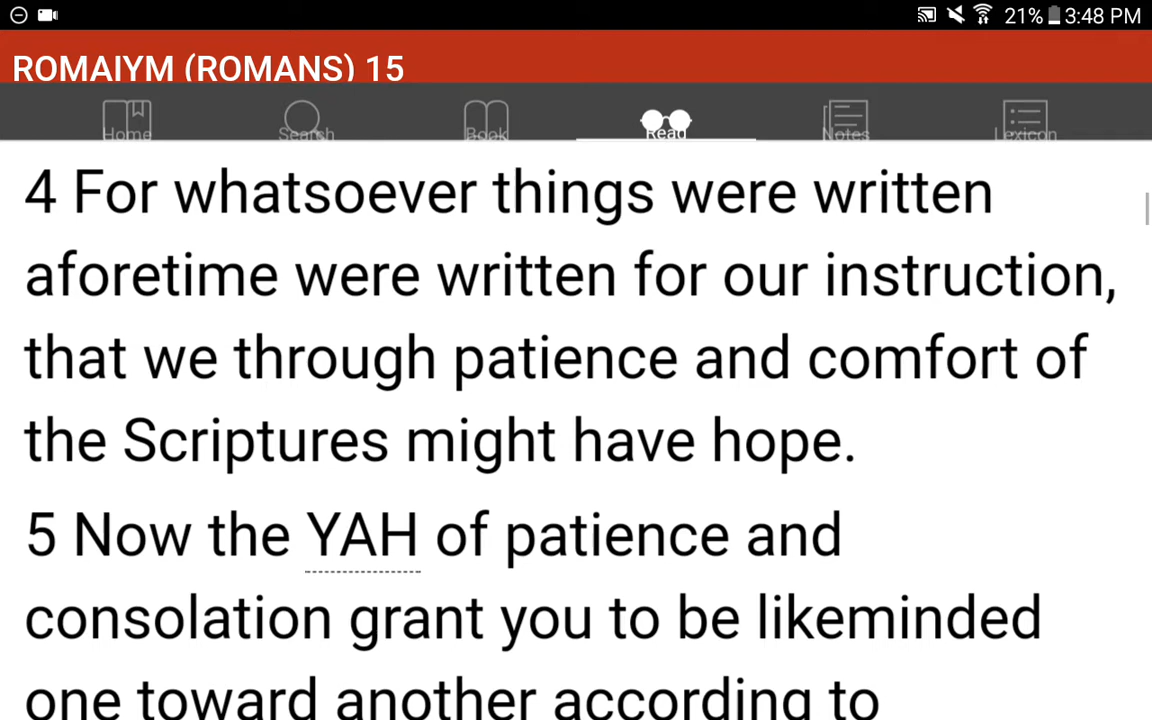 21% 3:48 PM
ROMAIYM (ROMANS) 15
Home Search Book Read Notes Lexicon
4 For whatsoever things were written
aforetime were written for our instruction,
that we through patience and comfort of
the Scriptures might have hope.
5 Now the YAH of patience and
consolation grant you to be likeminded
one toward another according to